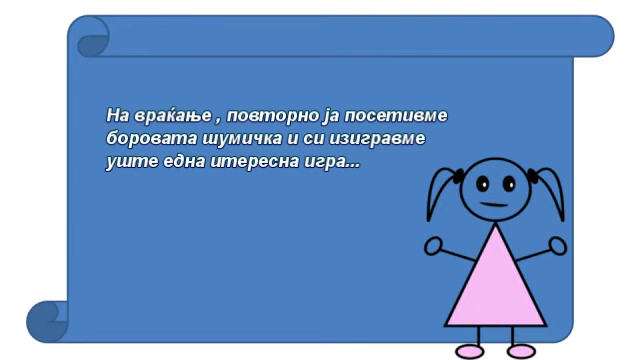 На враќање , повторно ја посетивме
боровата шумичка и си изигравме
уште една итересна игра...